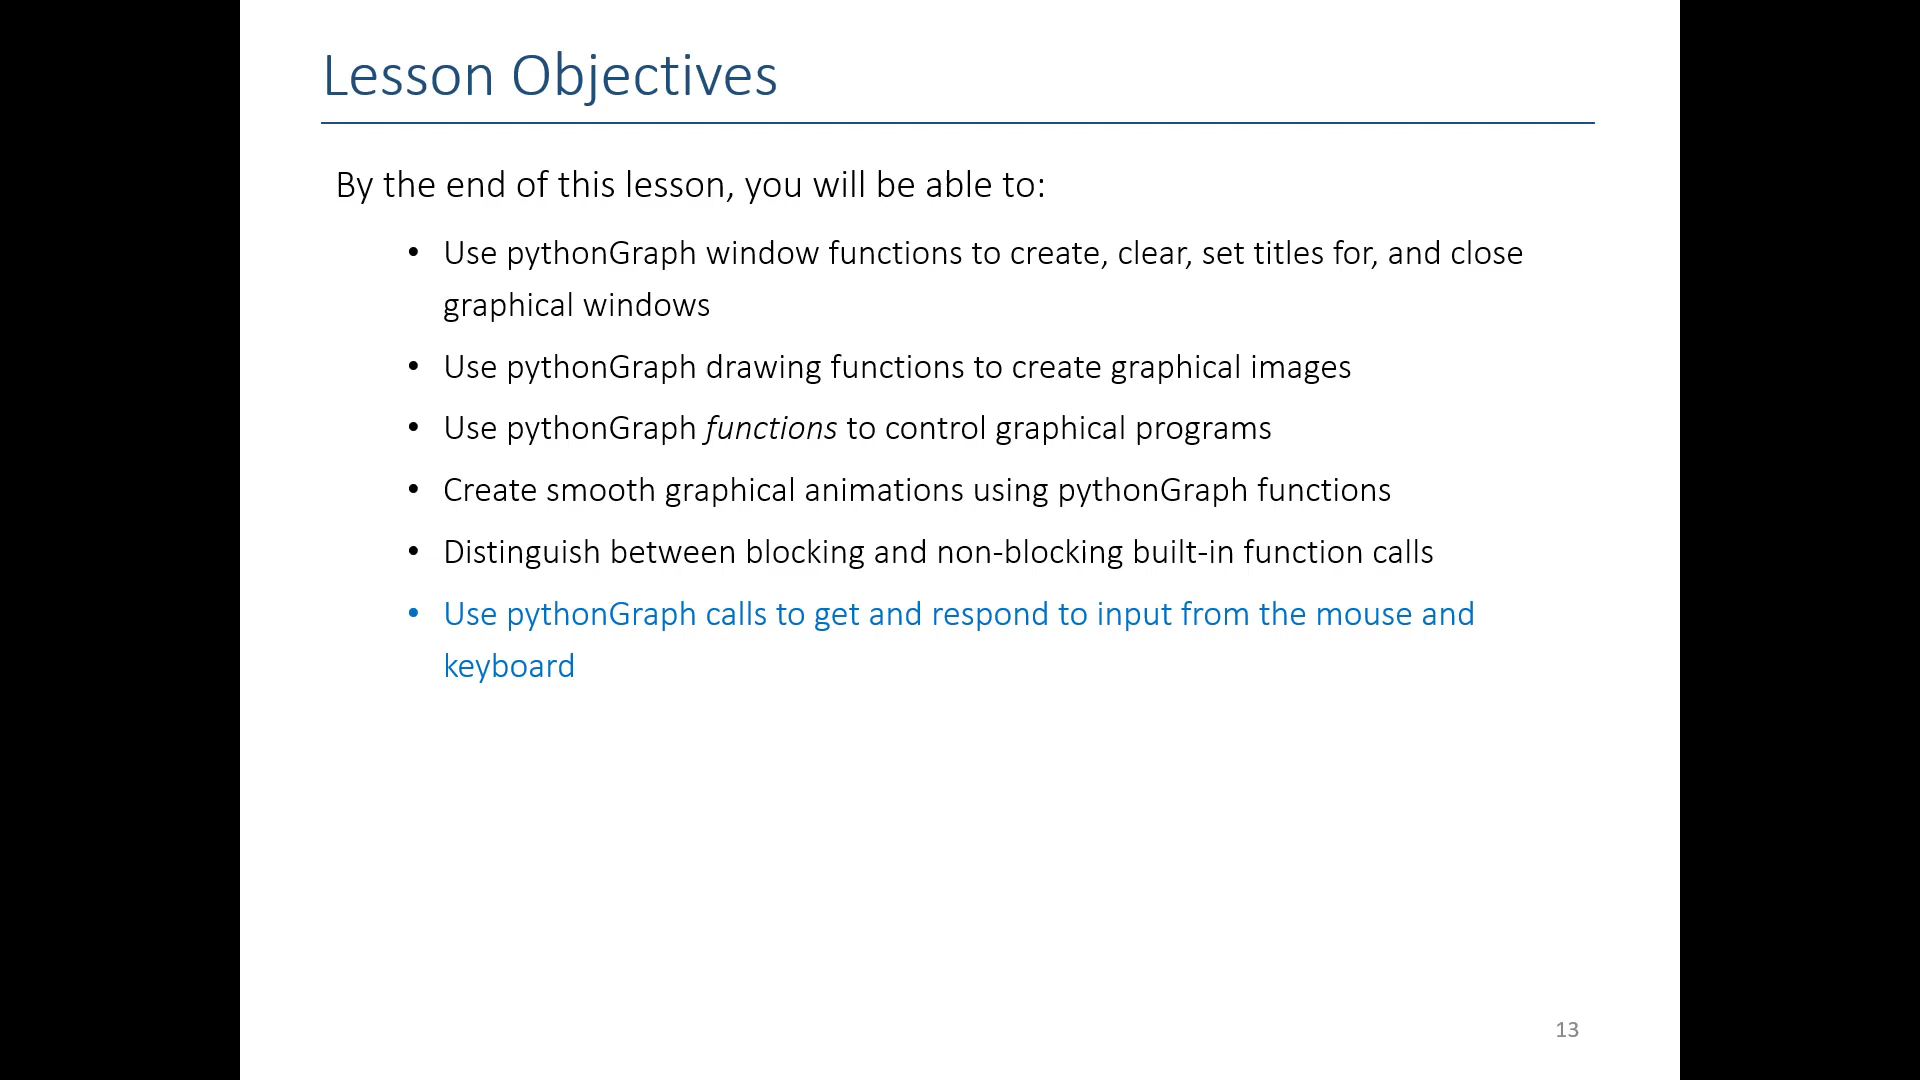 Lesson Objectives
By the end of this lesson, you will be able to:
• Use pythonGraph window functions to create, clear, set titles for, and close
graphical windows
• Use pythonGraph drawing functions to create graphical images
• Use pythonGraph functions to control graphical programs
• Create smooth graphical animations using pythonGraph functions
• Distinguish between blocking and non-blocking built-in function calls
• Use pythonGraph calls to get and respond to input from the mouse and
keyboard
13